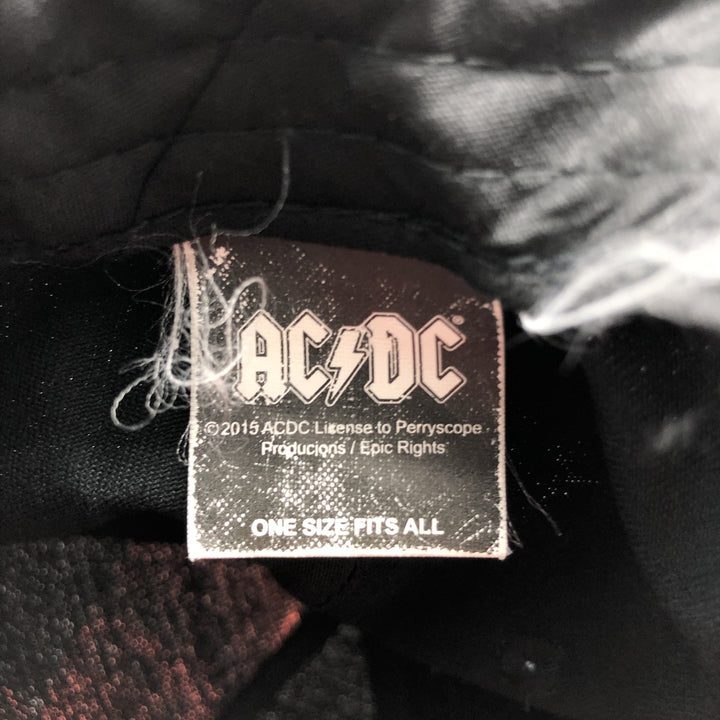 AC⚡DC®
©2015 ACDC License to Perryscope
Producions / Epic Rights
ONE SIZE FITS ALL